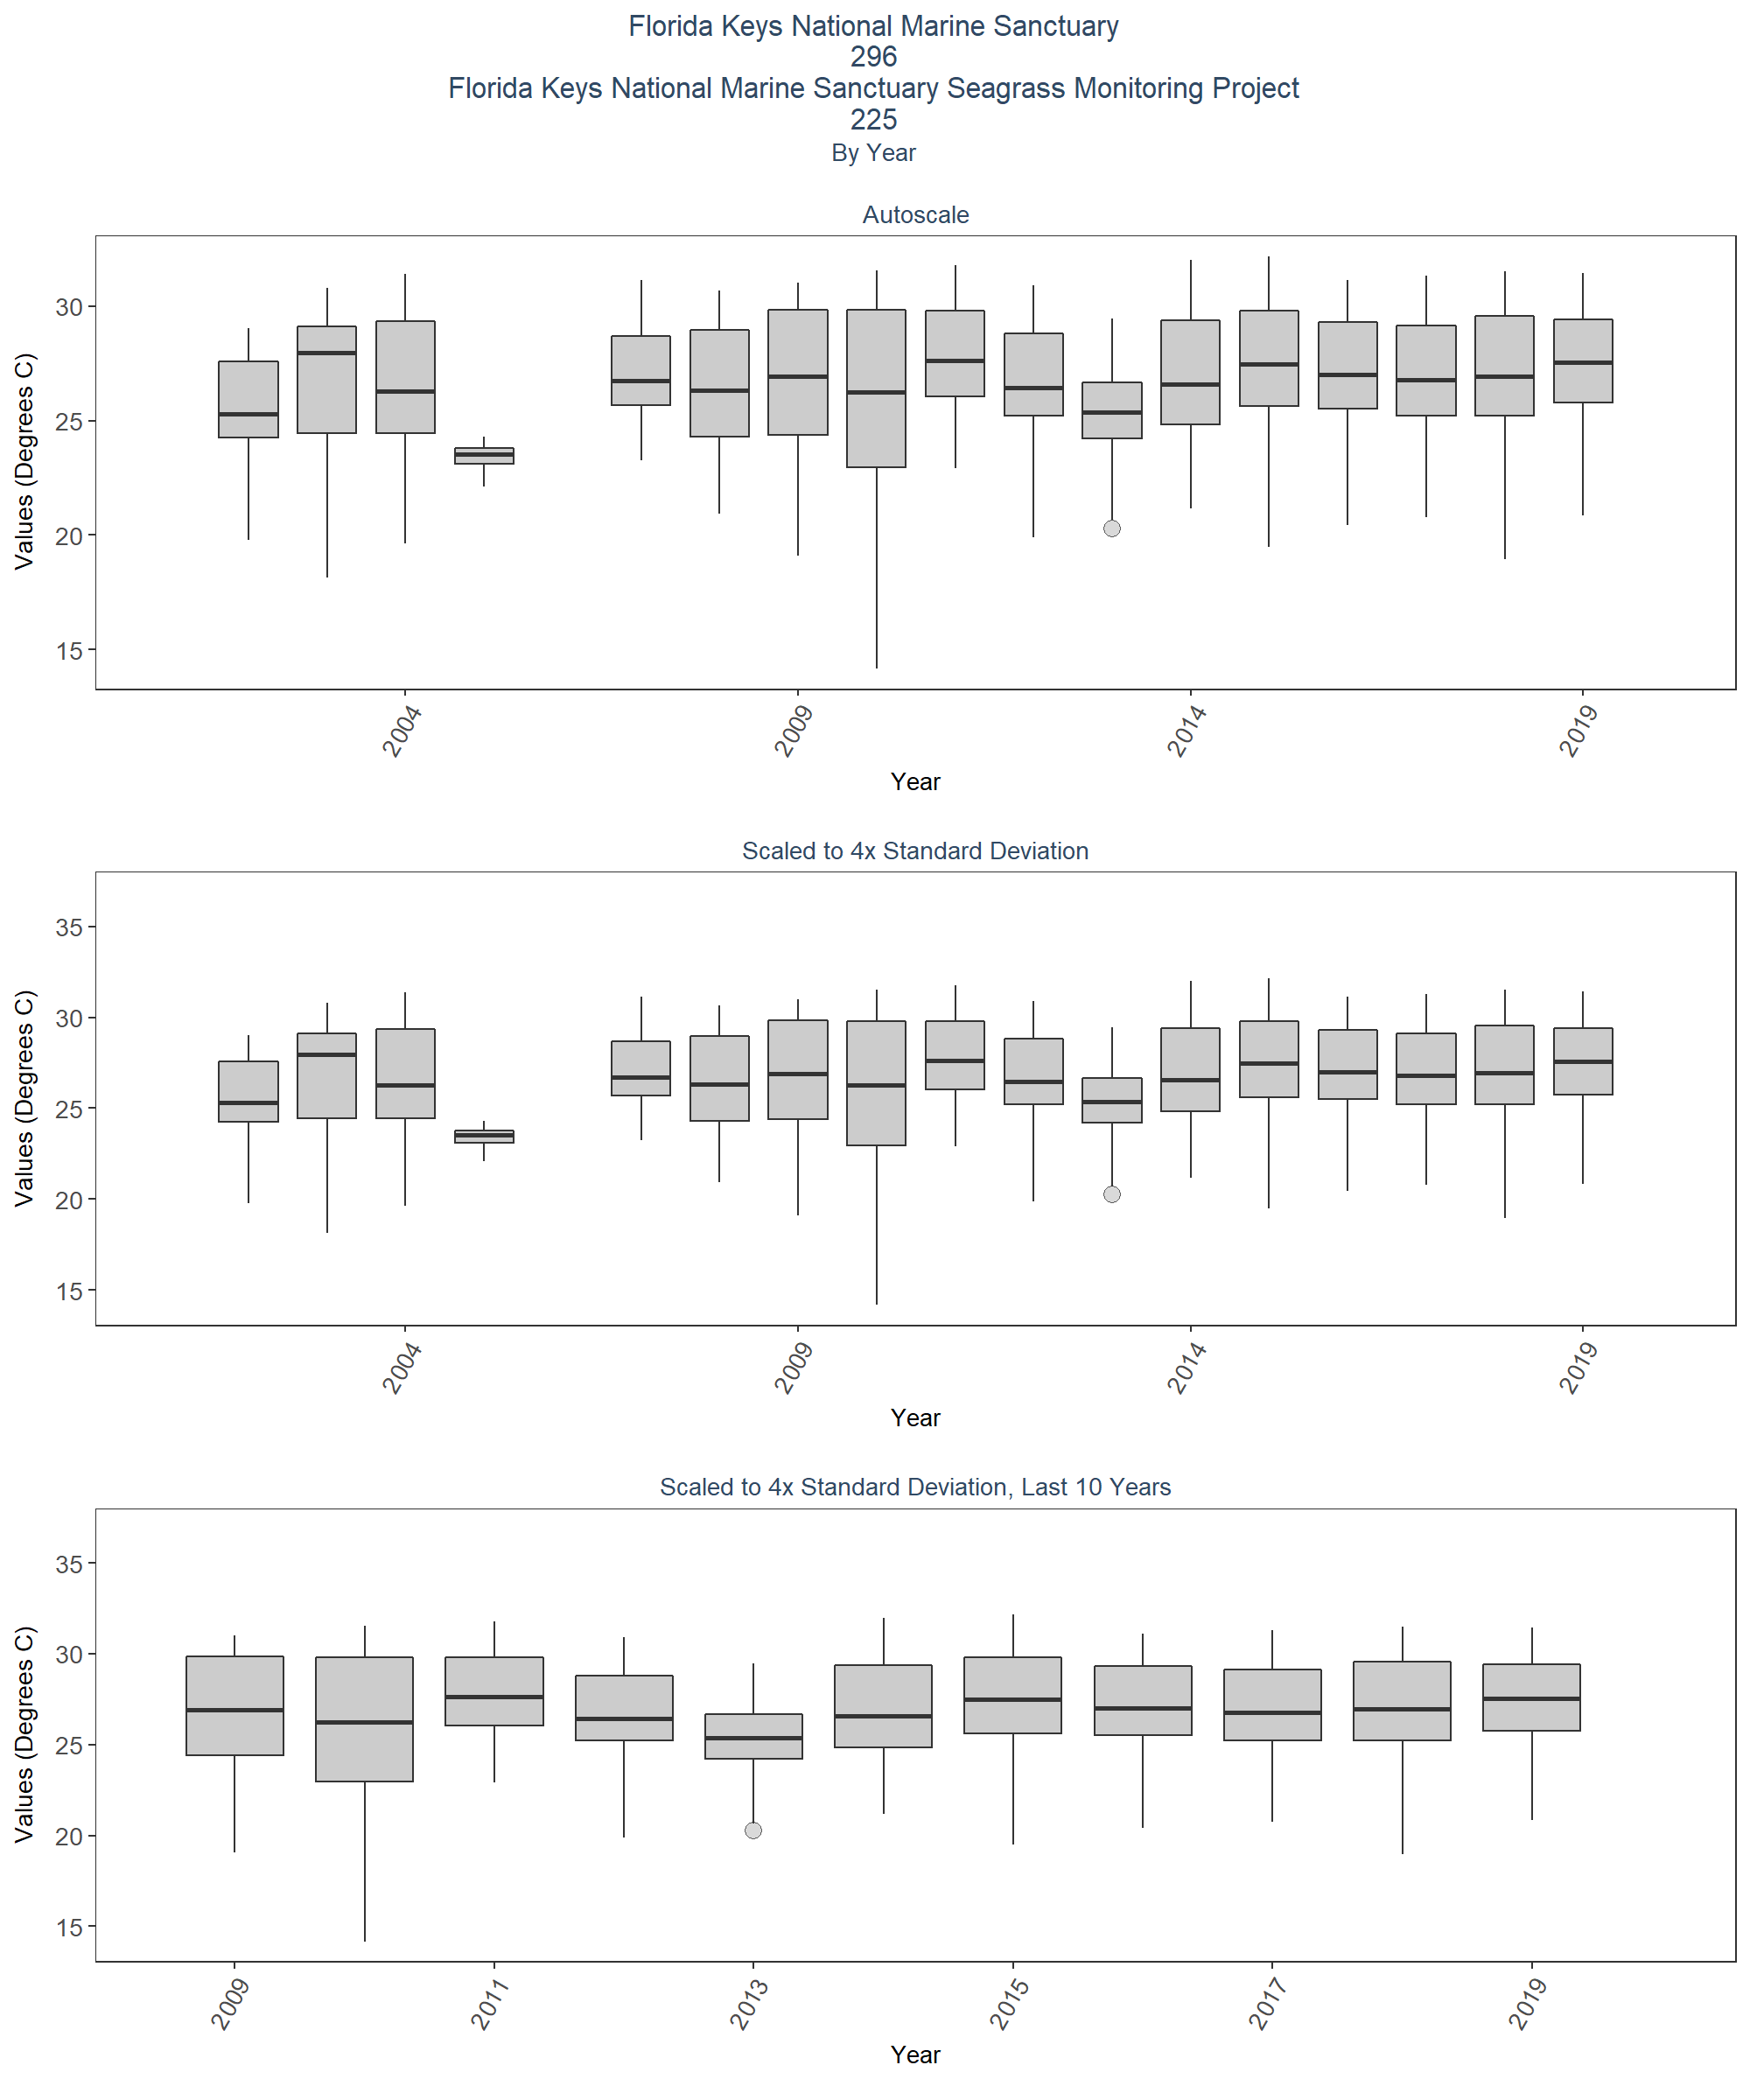 Florida Keys National Marine Sanctuary
296
Florida Keys National Marine Sanctuary Seagrass Monitoring Project
225
By Year
Autoscale
Values (Degrees C)
30
25
20
15
2004
2009
2014
2019
Year
Scaled to 4x Standard Deviation
Values (Degrees C)
35
30
25
20
15
2004
2009
2014
2019
Year
Scaled to 4x Standard Deviation, Last 10 Years
Values (Degrees C)
35
30
25
20
15
2009
2011
2013
2015
2017
2019
Year